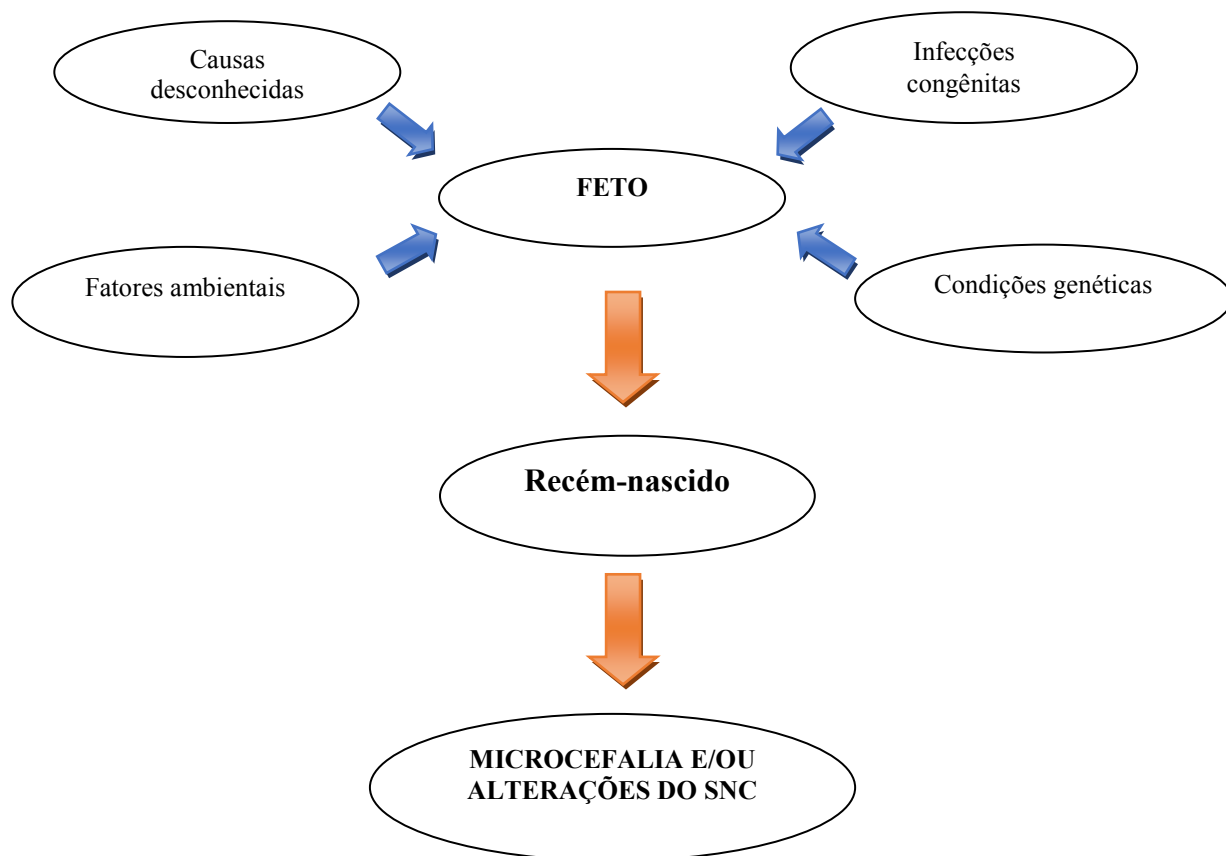 Causas
desconhecidas
Infecções
congênitas
FETO
Fatores ambientais
Condições genéticas
Recém-nascido
MICROCEFALIA E/OU
ALTERAÇÕES DO SNC